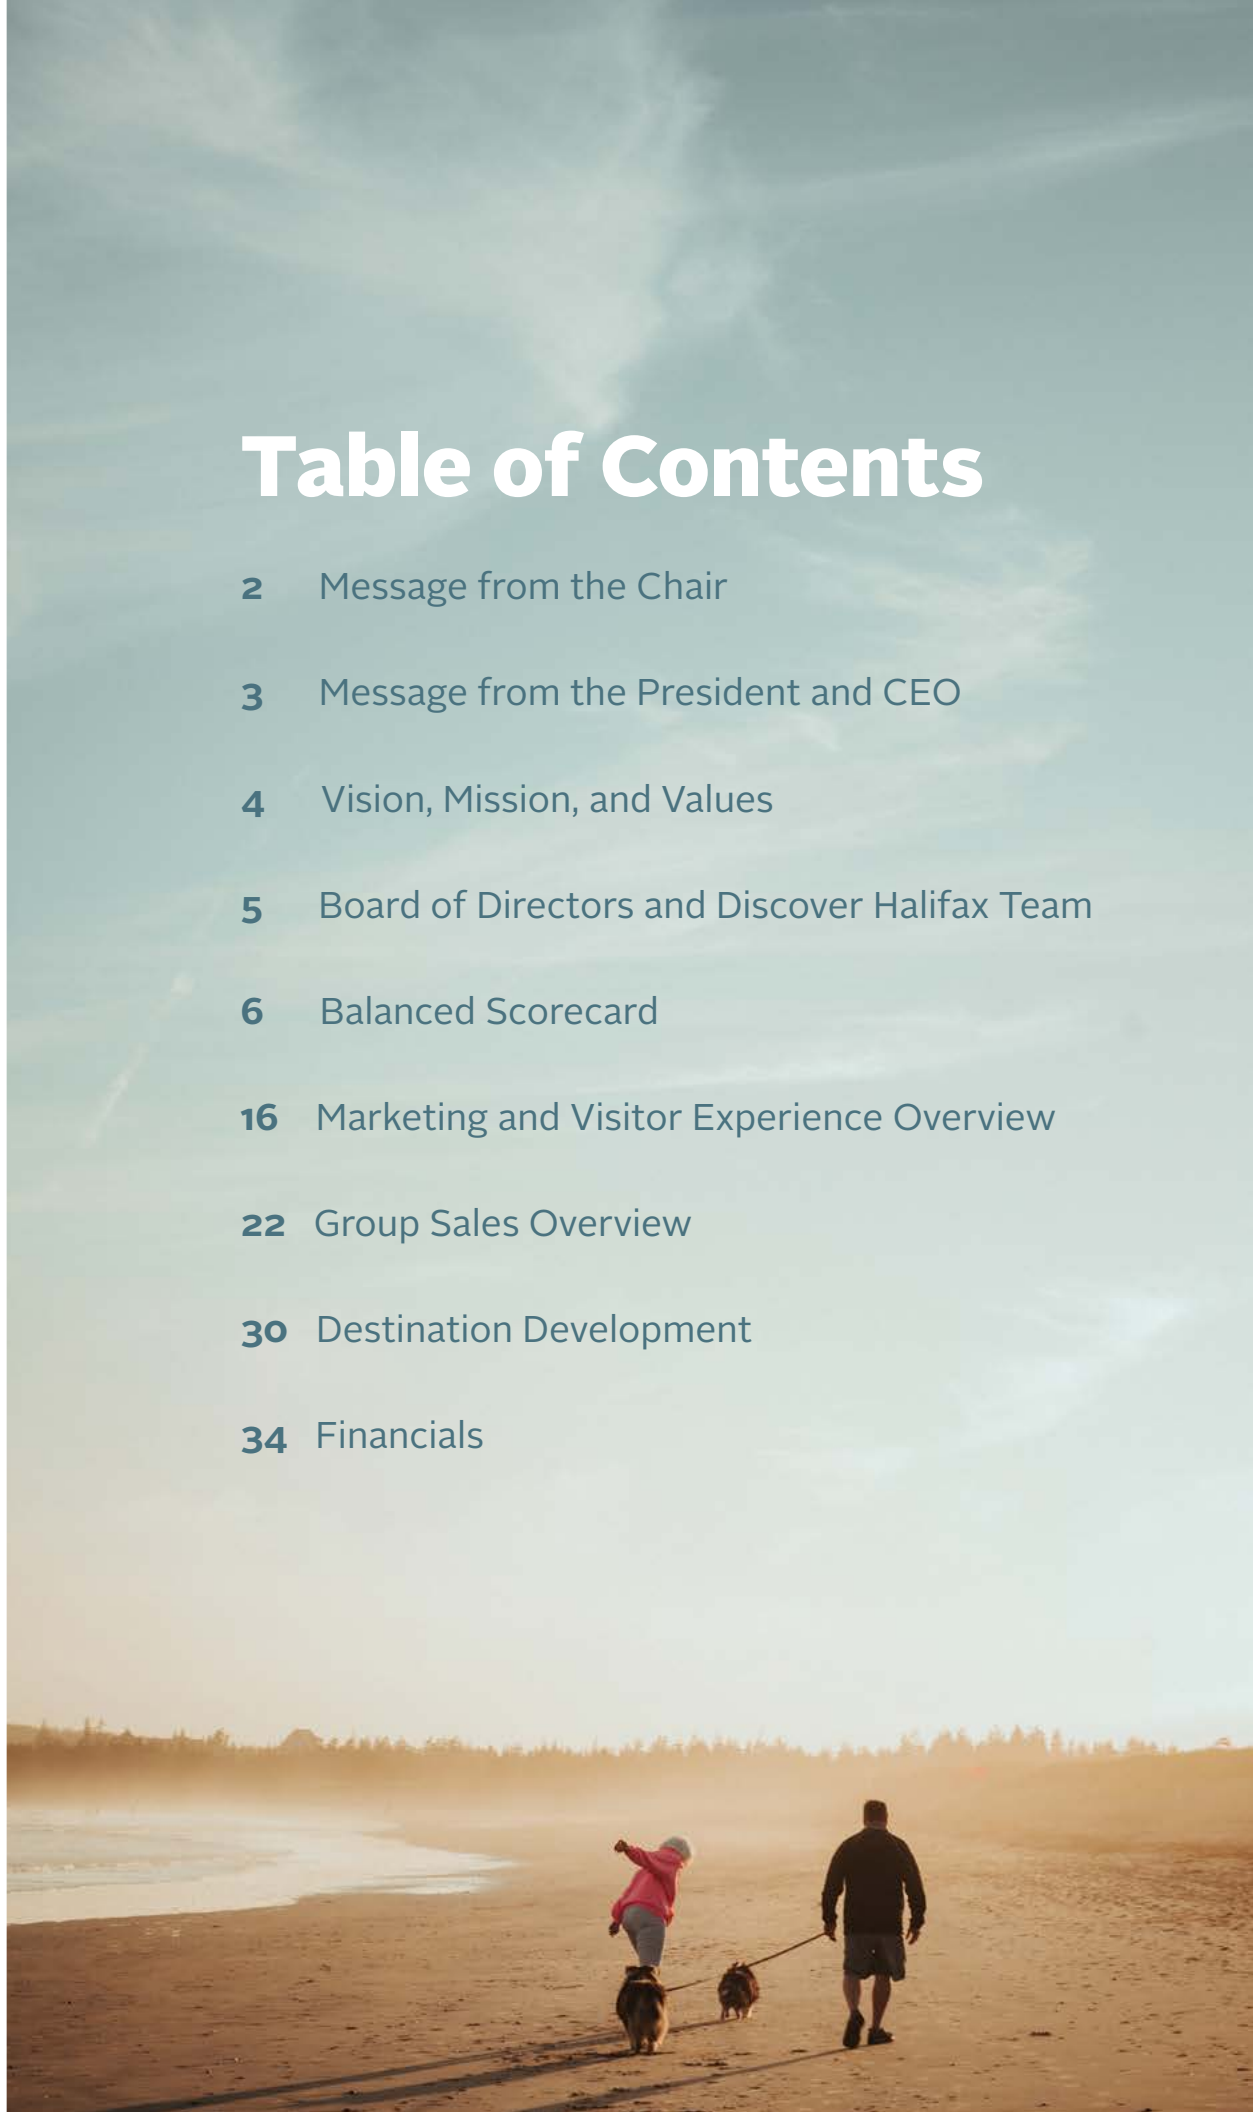 Table of Contents
2 Message from the Chair
3 Message from the President and CEO
4 Vision, Mission, and Values
5 Board of Directors and Discover Halifax Team
6 Balanced Scorecard
16 Marketing and Visitor Experience Overview
22 Group Sales Overview
30 Destination Development
34 Financials